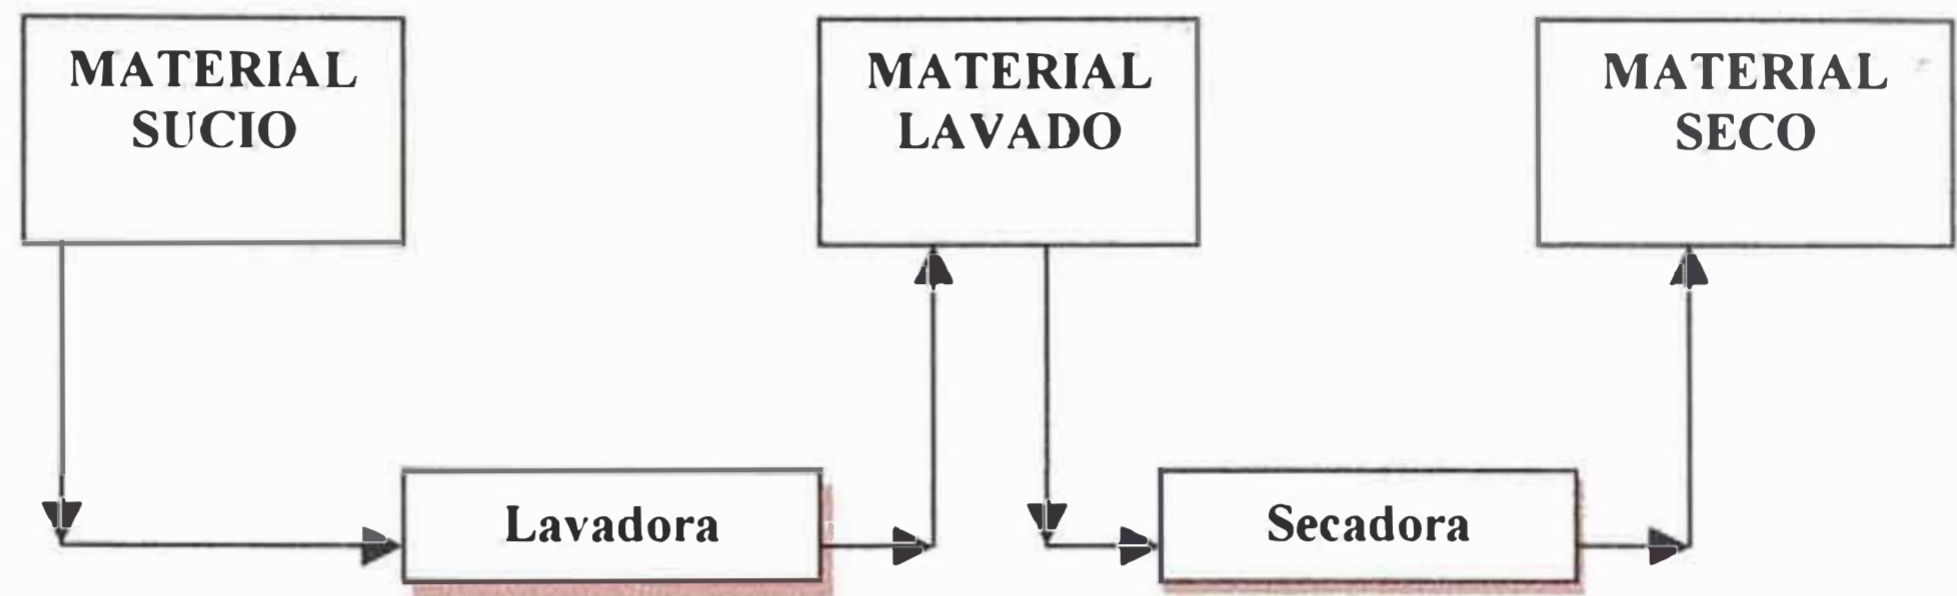 MATERIAL
SUCIO
MATERIAL
LAVADO
MATERIAL
SECO
Lavadora
Secadora